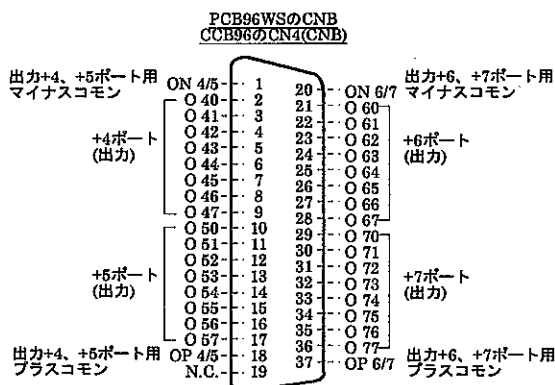 PCB96WSのCNB
CCB96のCN4(CNB)
出力+4、+5ポート用
マイナスコモン
ON 4/5 1
O 40 2
O 41 3
O 42 4
O 43 5
O 44 6
O 45 7
O 46 8
O 47 9
+4ポート
(出力)
O 50 10
O 51 11
O 52 12
O 53 13
O 54 14
O 55 15
O 56 16
O 57 17
+5ポート
(出力)
OP 4/5 18
N.C. 19
出力+4、+5ポート用
プラスコモン
出力+6、+7ポート用
マイナスコモン
20 ON 6/7
21 O 60
22 O 61
23 O 62
24 O 63
25 O 64
26 O 65
27 O 66
28 O 67
+6ポート
(出力)
29 O 70
30 O 71
31 O 72
32 O 73
33 O 74
34 O 75
35 O 76
36 O 77
+7ポート
(出力)
37 OP 6/7
出力+6、+7ポート用
プラスコモン